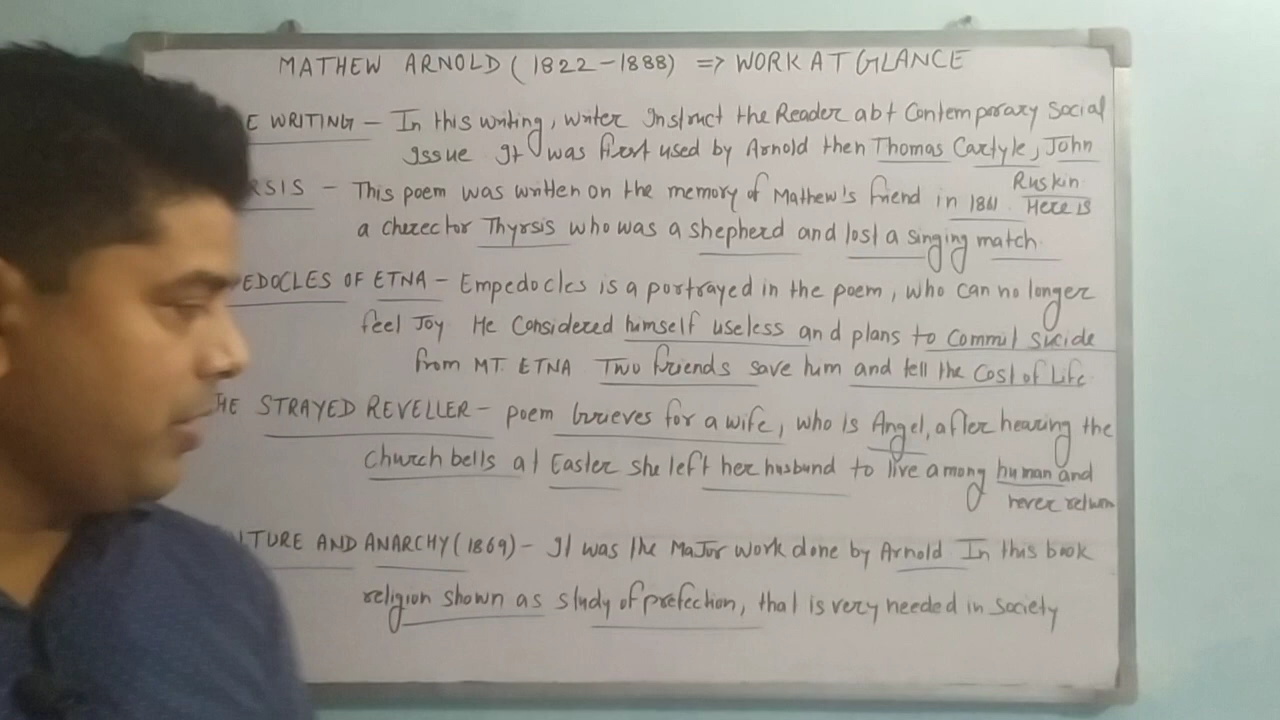 MATHEW ARNOLD (1822-1888) => WORK AT GLANCE
E WRITING - In this writing, writer Instruct the Reader abt Contemporary Social
Issue It was first used by Arnold then Thomas Carlyle, John
Ruskin
RSIS - This poem was written on the memory of Mathew's friend in 1861. Here is
a cherector Thyrsis who was a shepherd and lost a singing match.
EDOCLES OF ETNA - Empedocles is a portrayed in the poem, who can no longer
feel Joy He Considered himself useless and plans to Commit sucide
from MT. ETNA Two friends save him and tell the Cost of Life
HE STRAYED REVELLER - poem brieves for a wife, who is Angel, after hearing the
Church bells at Easter she left her husbund to live among human and
never return
LTURE AND ANARCHY (1869) - It was the Major work done by Arnold In this book
religion shown as study of prefection, that is very needed in society